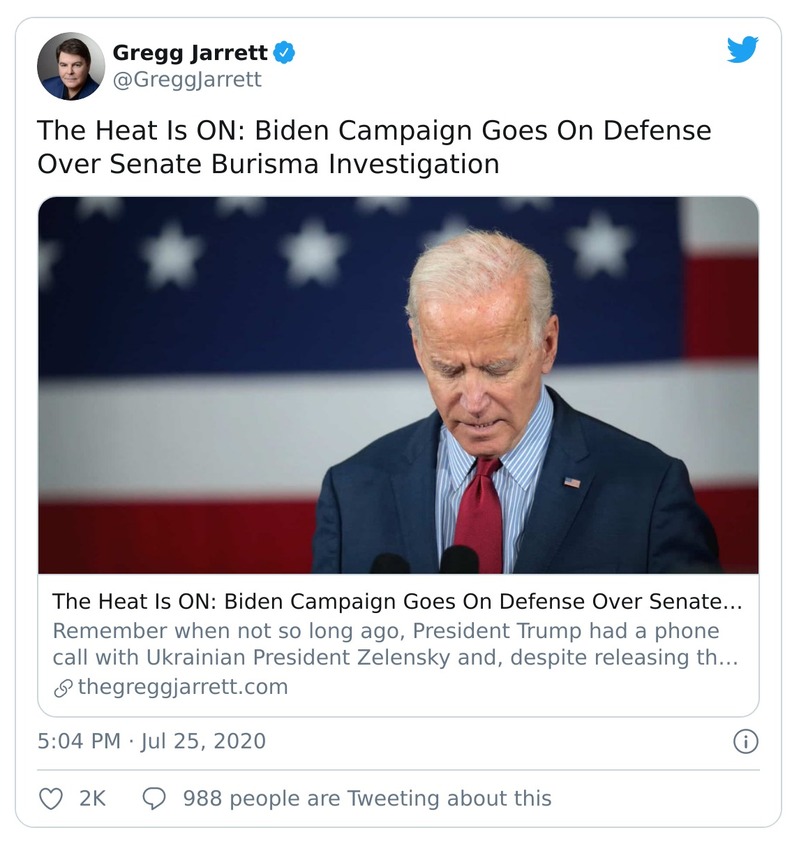 Gregg Jarrett
@GreggJarrett
The Heat Is ON: Biden Campaign Goes On Defense
Over Senate Burisma Investigation
The Heat Is ON: Biden Campaign Goes On Defense Over Senate...
Remember when not so long ago, President Trump had a phone
call with Ukrainian President Zelensky and, despite releasing th...
thegreggjarrett.com
5:04 PM · Jul 25, 2020
2K 988 people are Tweeting about this